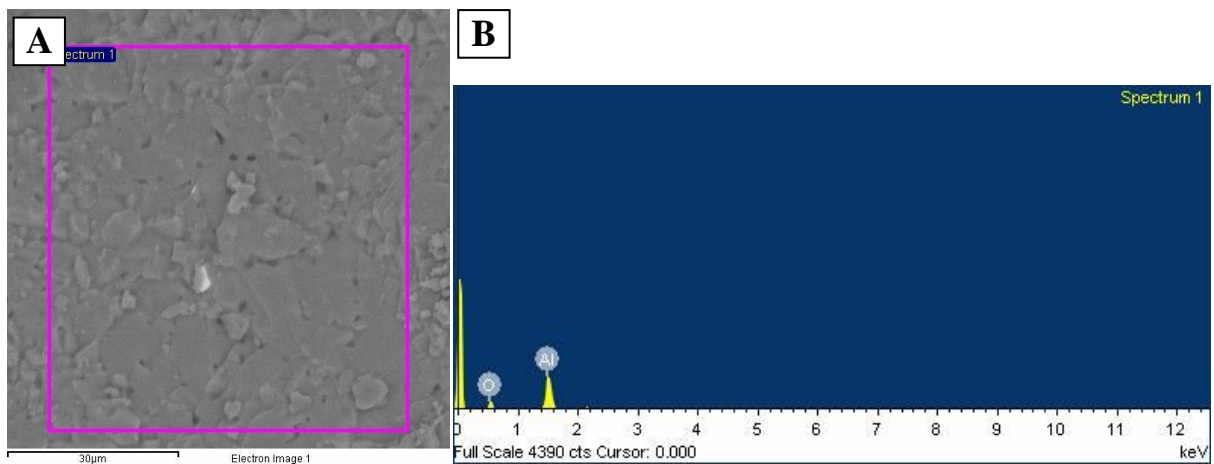 A
ectrum 1
30µm
Electron Image 1
B
Spectrum 1
O
Al
0 1 2 3 4 5 6 7 8 9 10 11 12
Full Scale 4390 cts Cursor: 0.000
keV